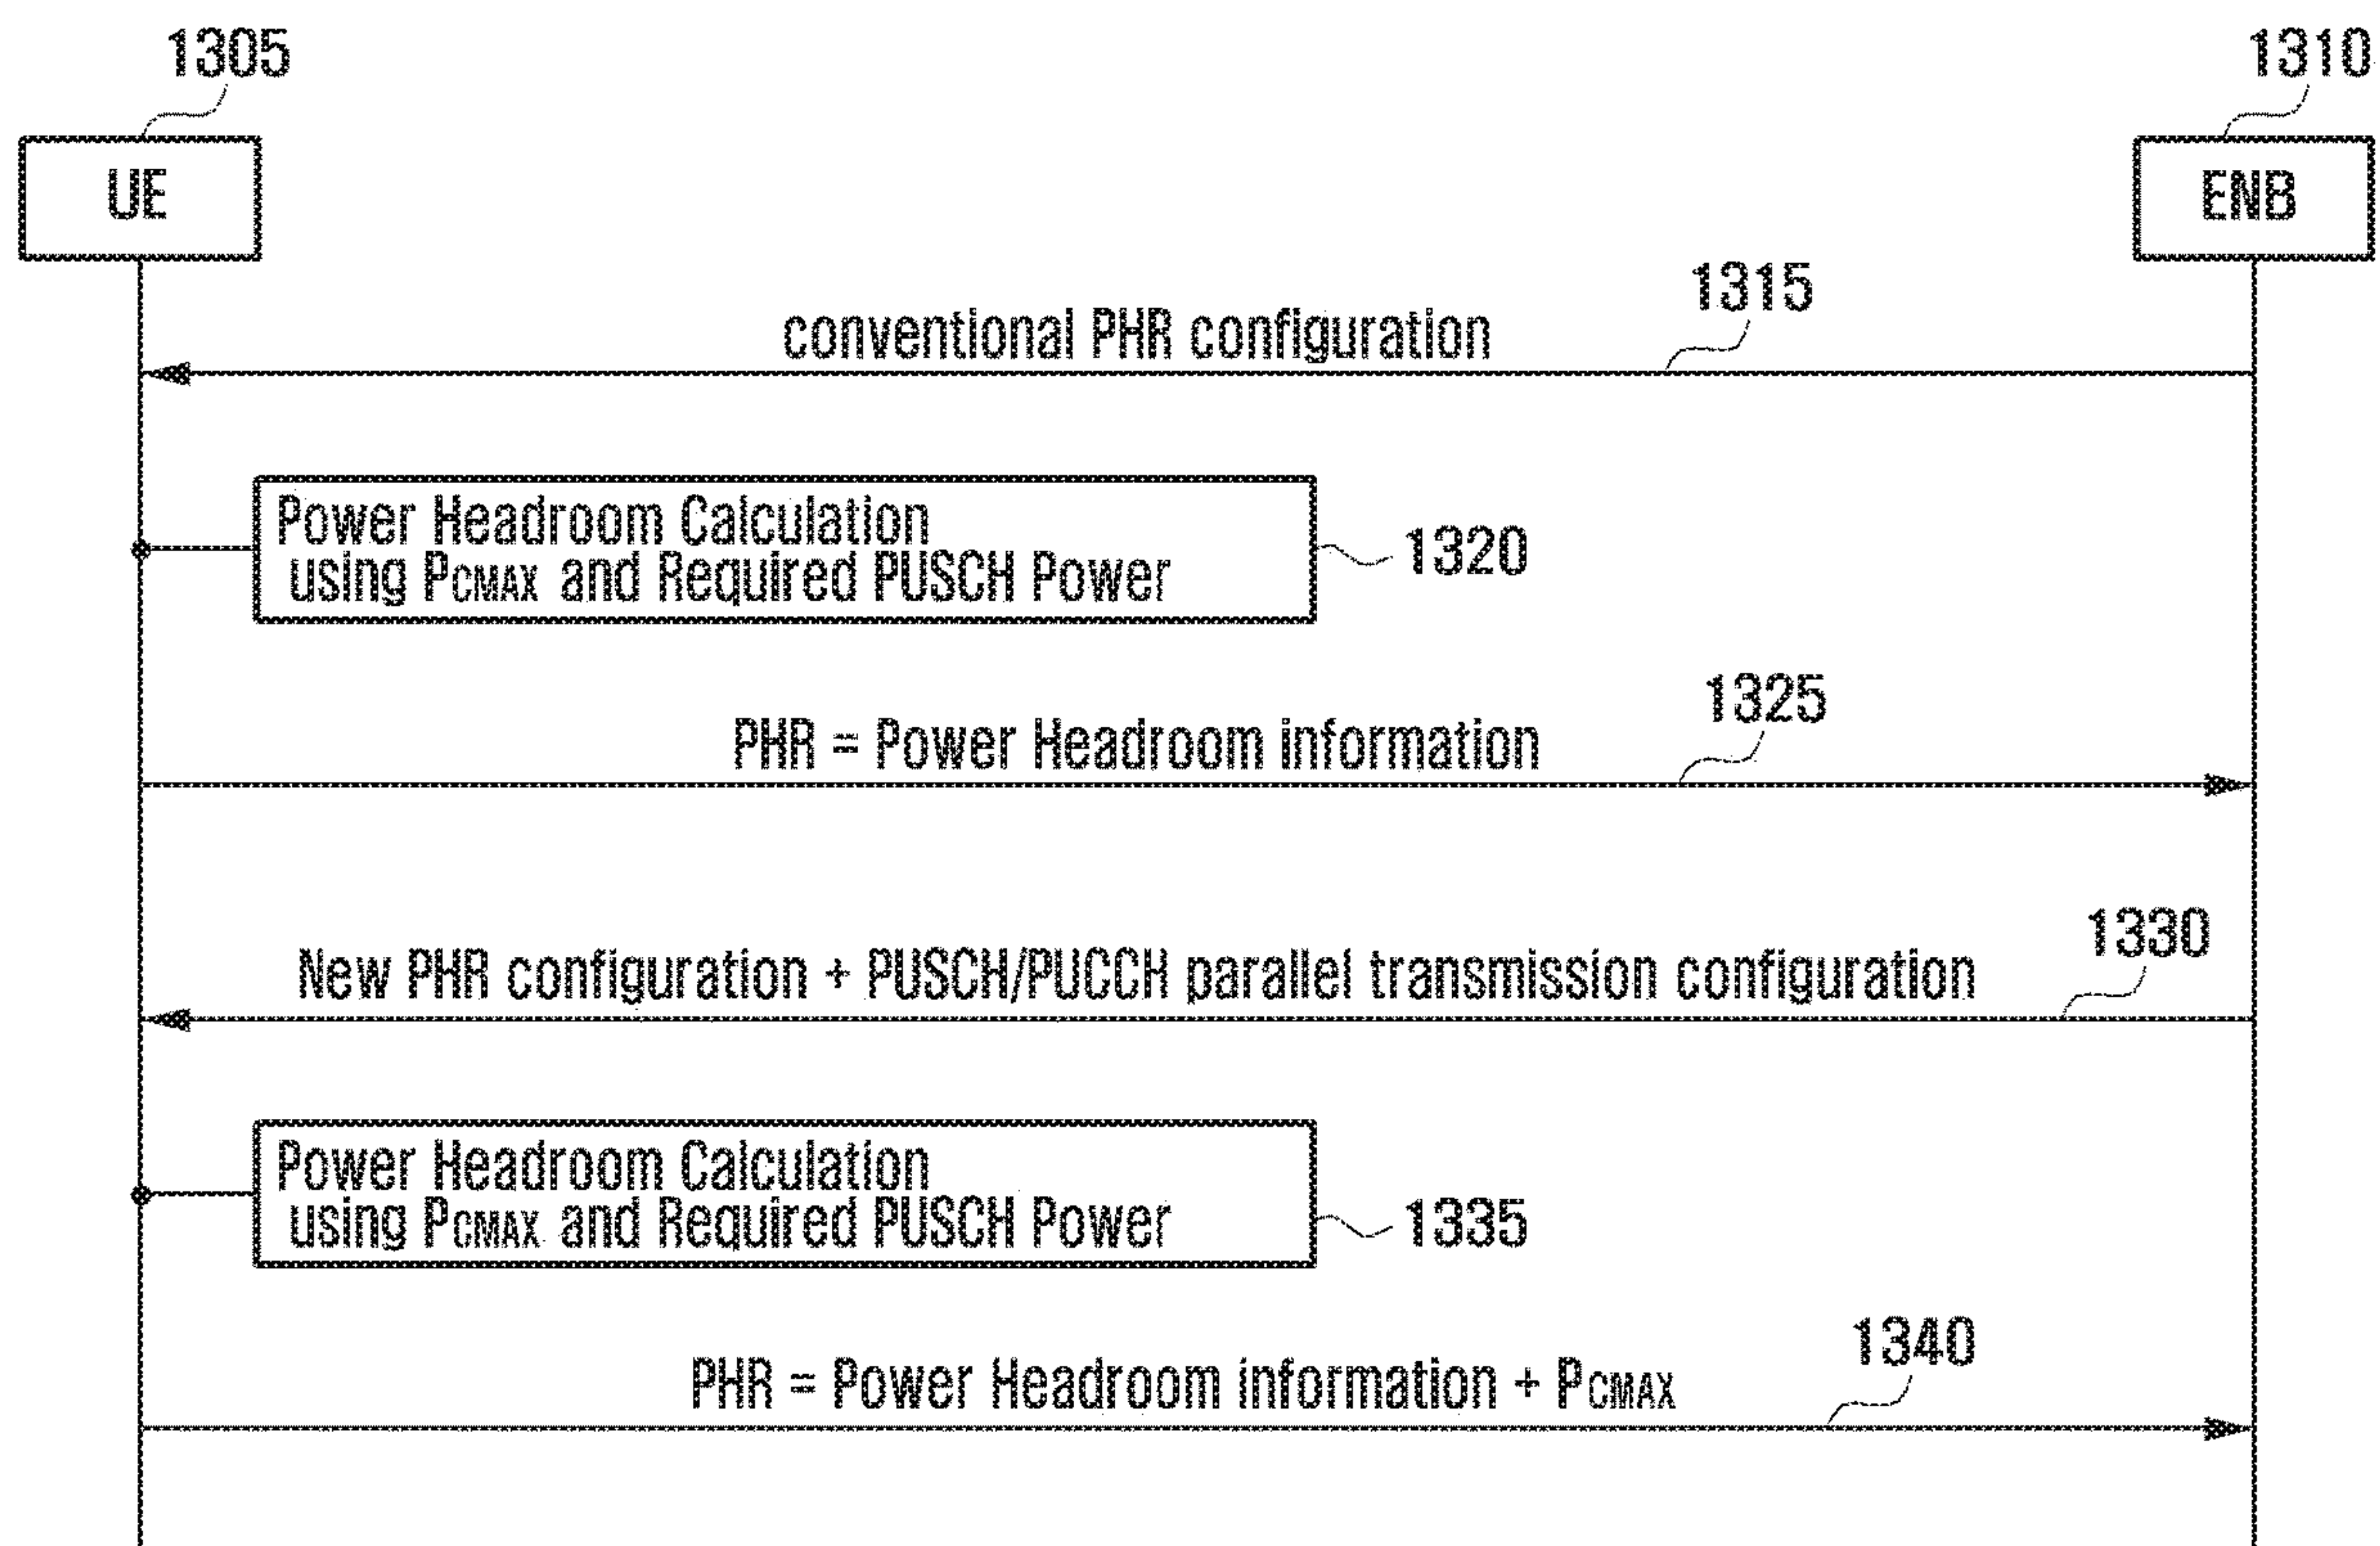 1305
1310
UE
ENB
1315
conventional PHR configuration
Power Headroom Calculation
using PCMAX and Required PUSCH Power
1320
1325
PHR = Power Headroom information
1330
New PHR configuration + PUSCH/PUCCH parallel transmission configuration
Power Headroom Calculation
using PCMAX and Required PUSCH Power
1335
1340
PHR = Power Headroom information + PCMAX